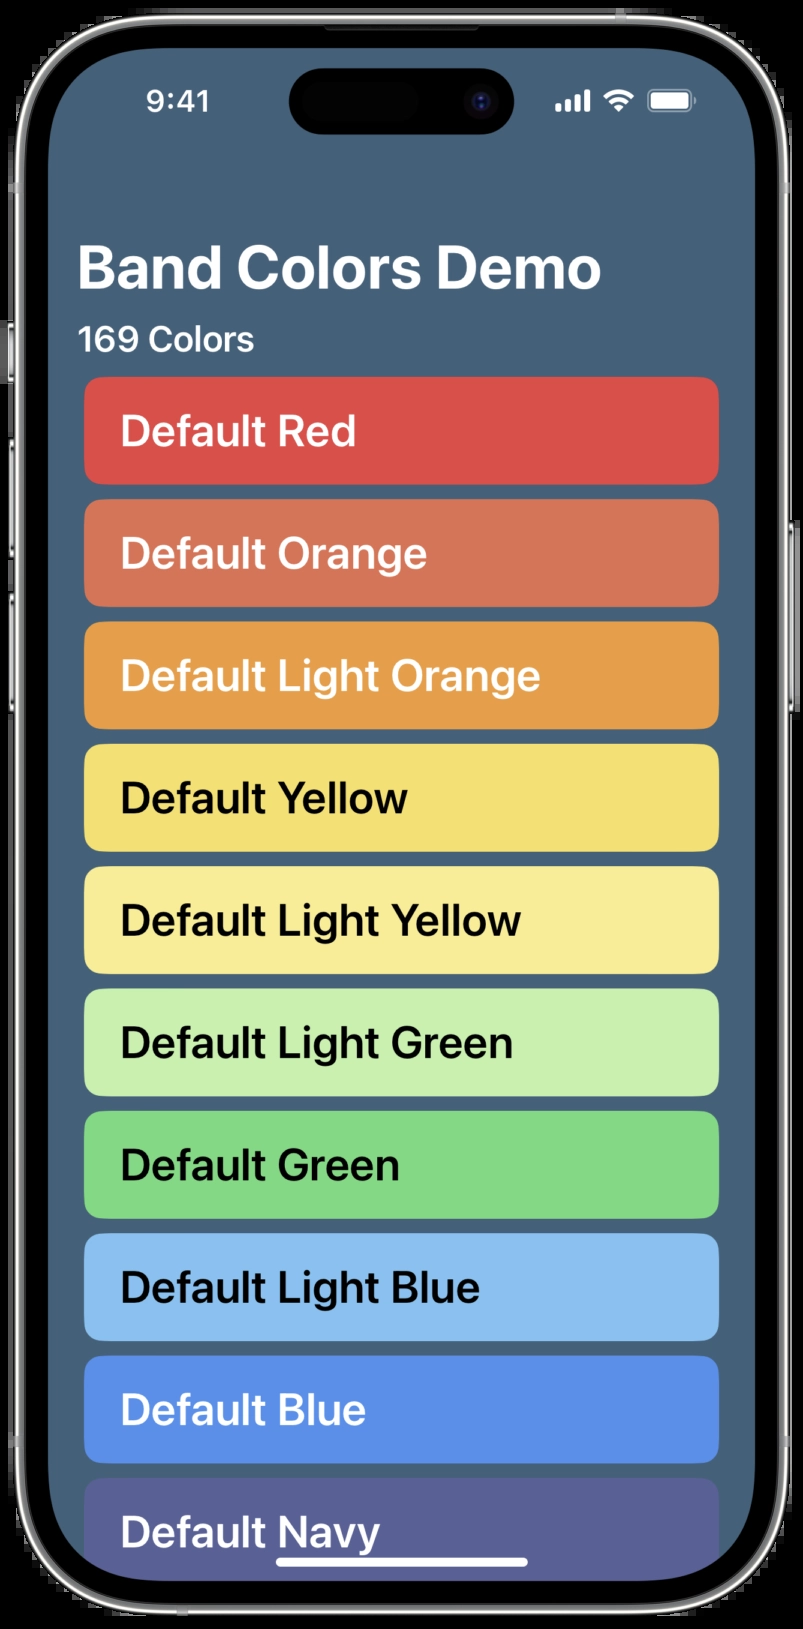 9:41
Band Colors Demo
169 Colors
Default Red
Default Orange
Default Light Orange
Default Yellow
Default Light Yellow
Default Light Green
Default Green
Default Light Blue
Default Blue
Default Navy